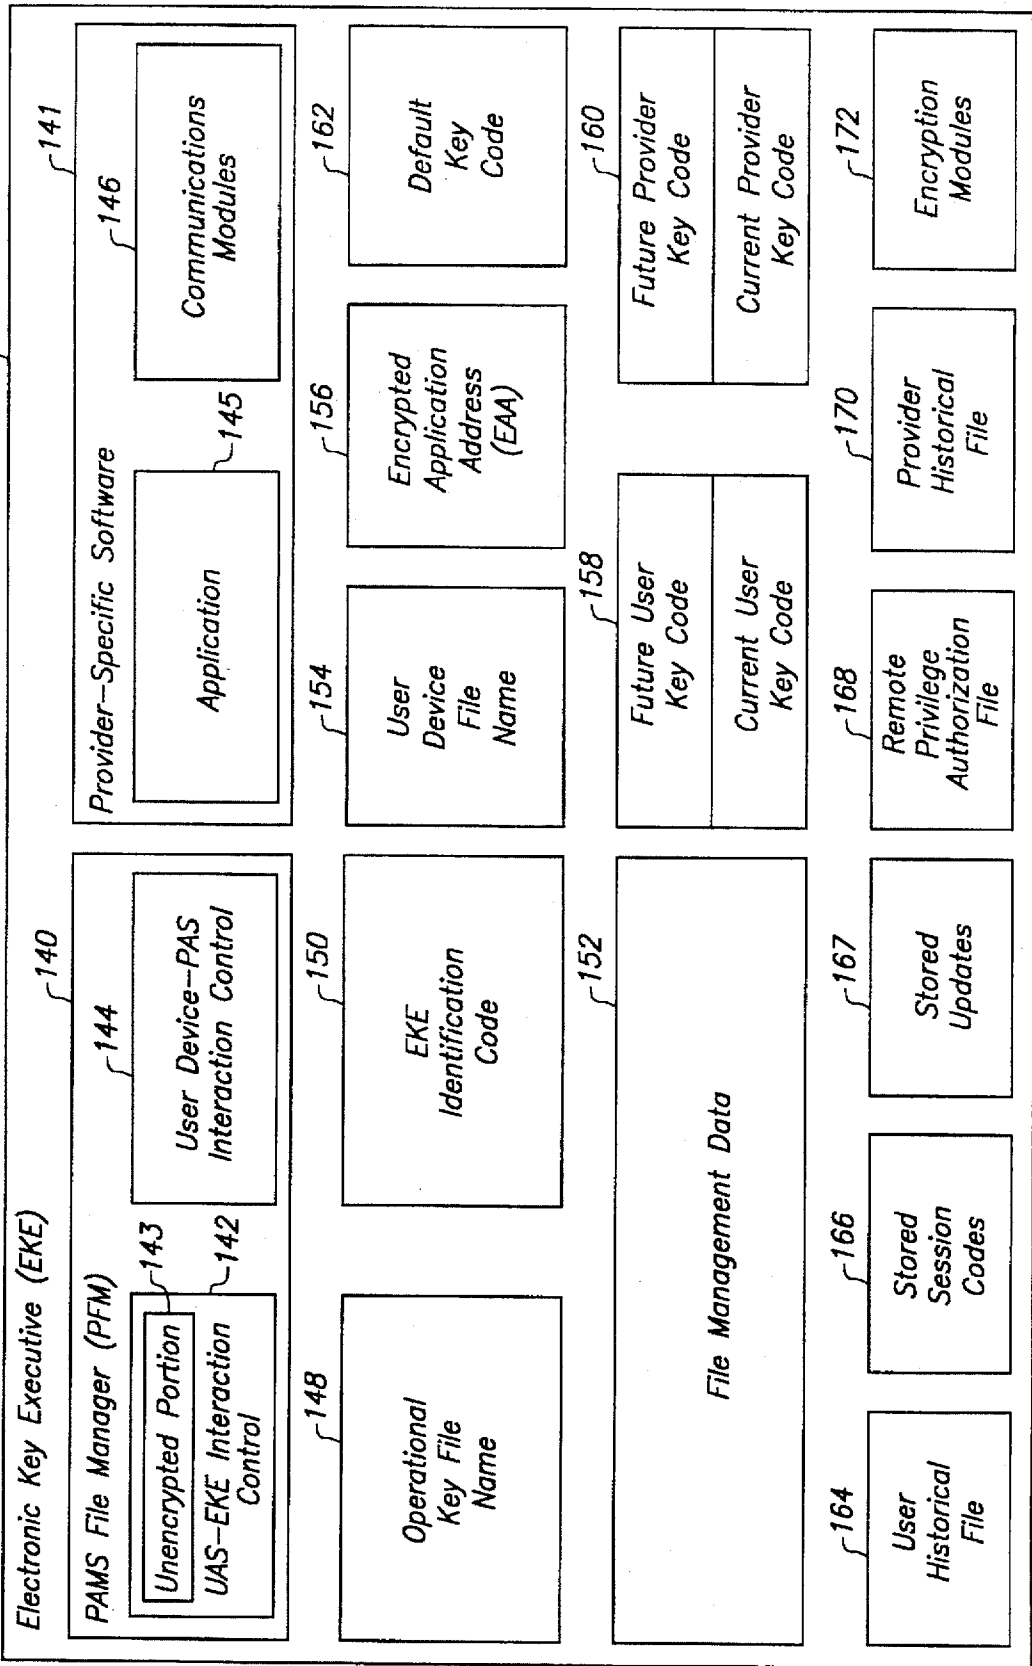 Electronic Key Executive (EKE)
140
141
PAMS File Manager (PFM)
144
Unencrypted Portion
143
UAS-EKE Interaction
Control
142
User Device-PAS
Interaction Control
Provider-Specific Software
146
Application
145
Communications
Modules
148
Operational
Key File
Name
150
EKE
Identification
Code
154
User
Device
File
Name
156
Encrypted
Application
Address
(EAA)
162
Default
Key
Code
152
File Management Data
158
Future User
Key Code
Current User
Key Code
160
Future Provider
Key Code
Current Provider
Key Code
164
User
Historical
File
166
Stored
Session
Codes
167
Stored
Updates
168
Remote
Privilege
Authorization
File
170
Provider
Historical
File
172
Encryption
Modules